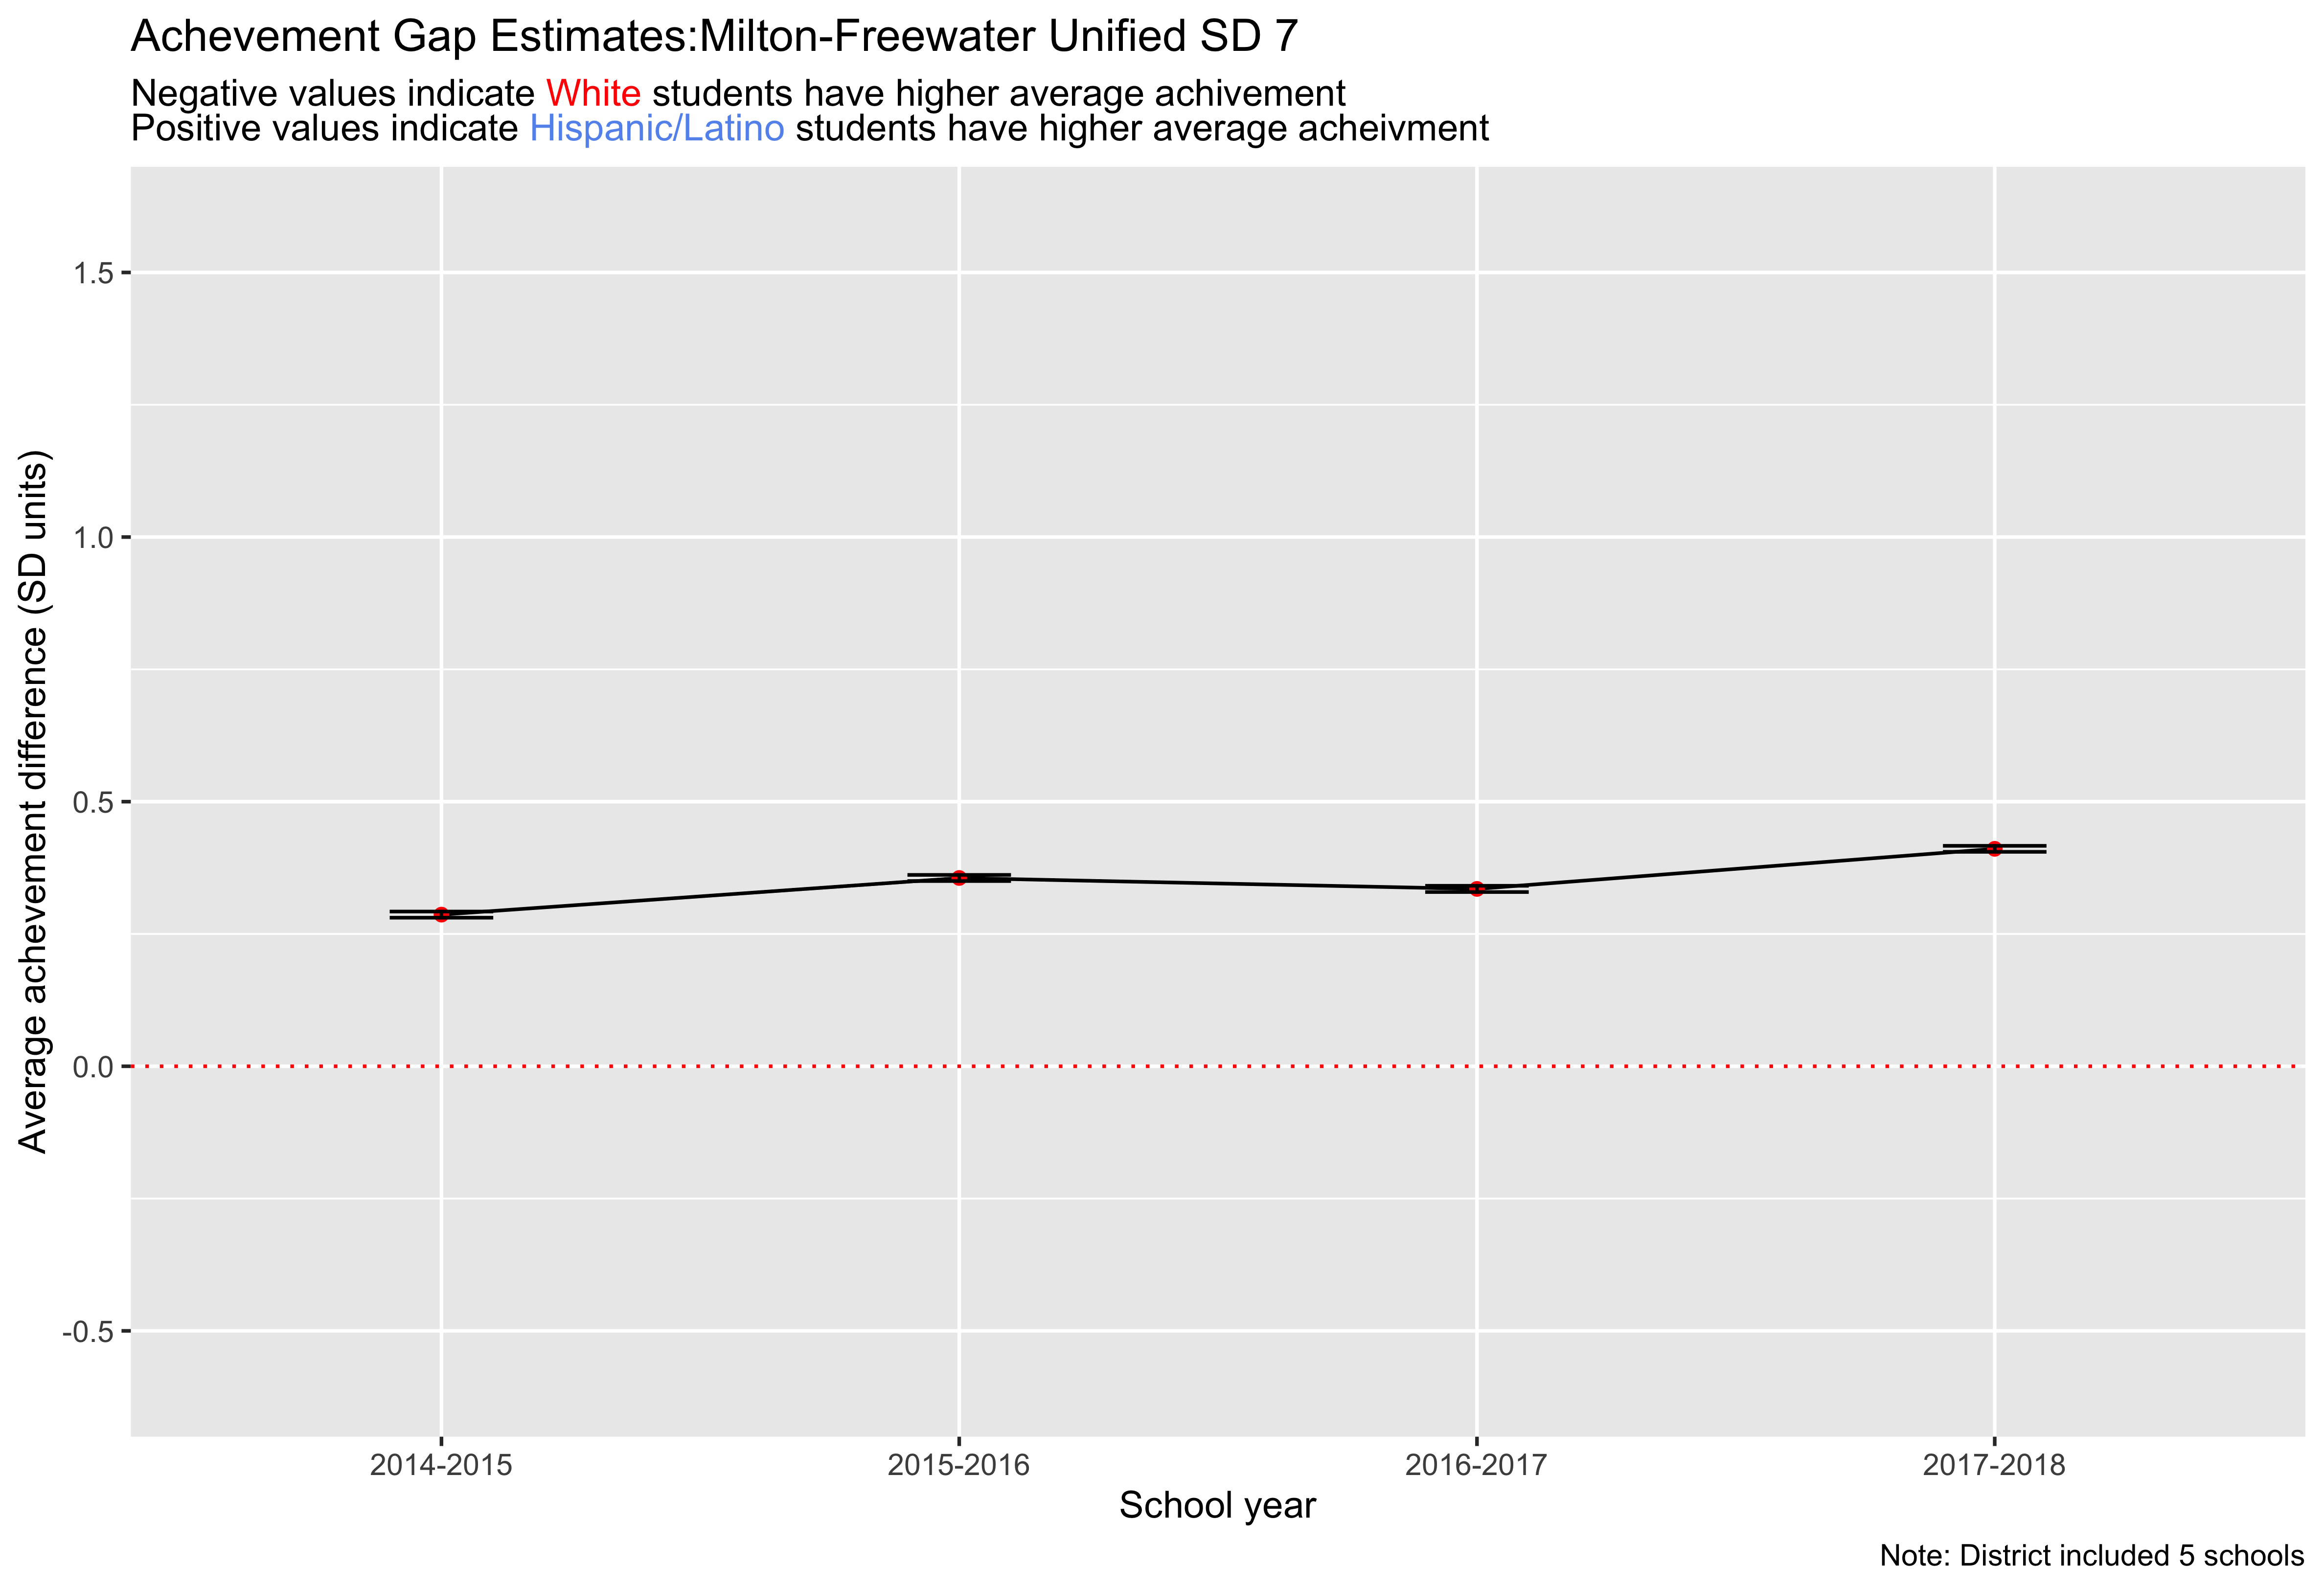 Achevement Gap Estimates:Milton-Freewater Unified SD 7
Negative values indicate White students have higher average achivement
Positive values indicate Hispanic/Latino students have higher average acheivment
Average achevement difference (SD units)
1.5
1.0
0.5
0.0
-0.5
2014-2015
2015-2016
2016-2017
2017-2018
School year
Note: District included 5 schools